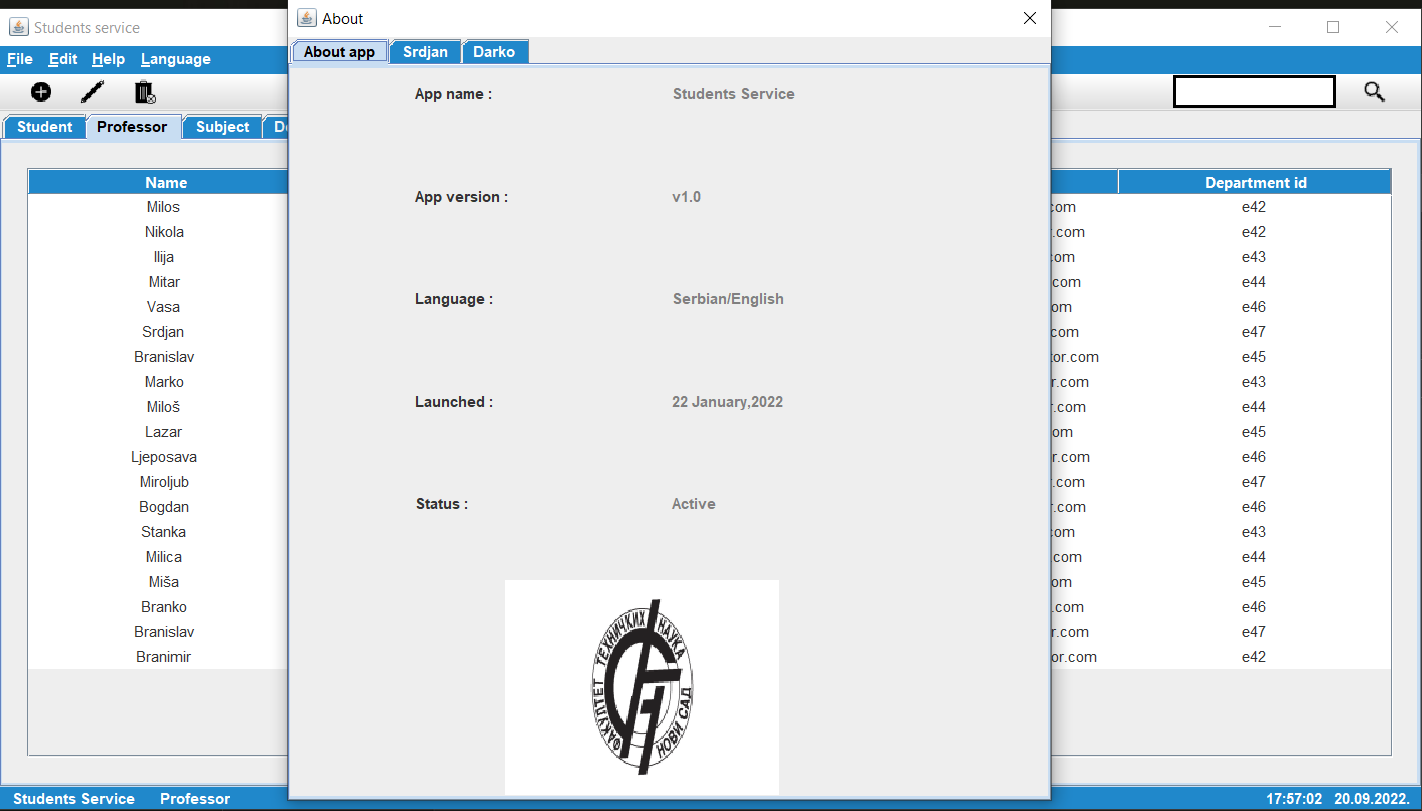 Students service
About
File Edit Help Language
About app Srdjan Darko
Student Professor Subject
App name : Students Service
App version : v1.0
Language : Serbian/English
Launched : 22 January,2022
Status : Active
ФАКУЛТЕТ ТЕХНИЧКИХ НАУКА
НОВИ САД
Name Department id
Milos .com e42
Nikola r.com e42
Ilija com e43
Mitar .com e44
Vasa om e46
Srdjan .com e47
Branislav tor.com e45
Marko r.com e43
Miloš r.com e44
Lazar om e45
Ljeposava r.com e46
Miroljub .com e47
Bogdan r.com e46
Stanka com e43
Milica .com e44
Miša om e45
Branko .com e46
Branislav r.com e47
Branimir or.com e42
Students Service Professor 17:57:02 20.09.2022.